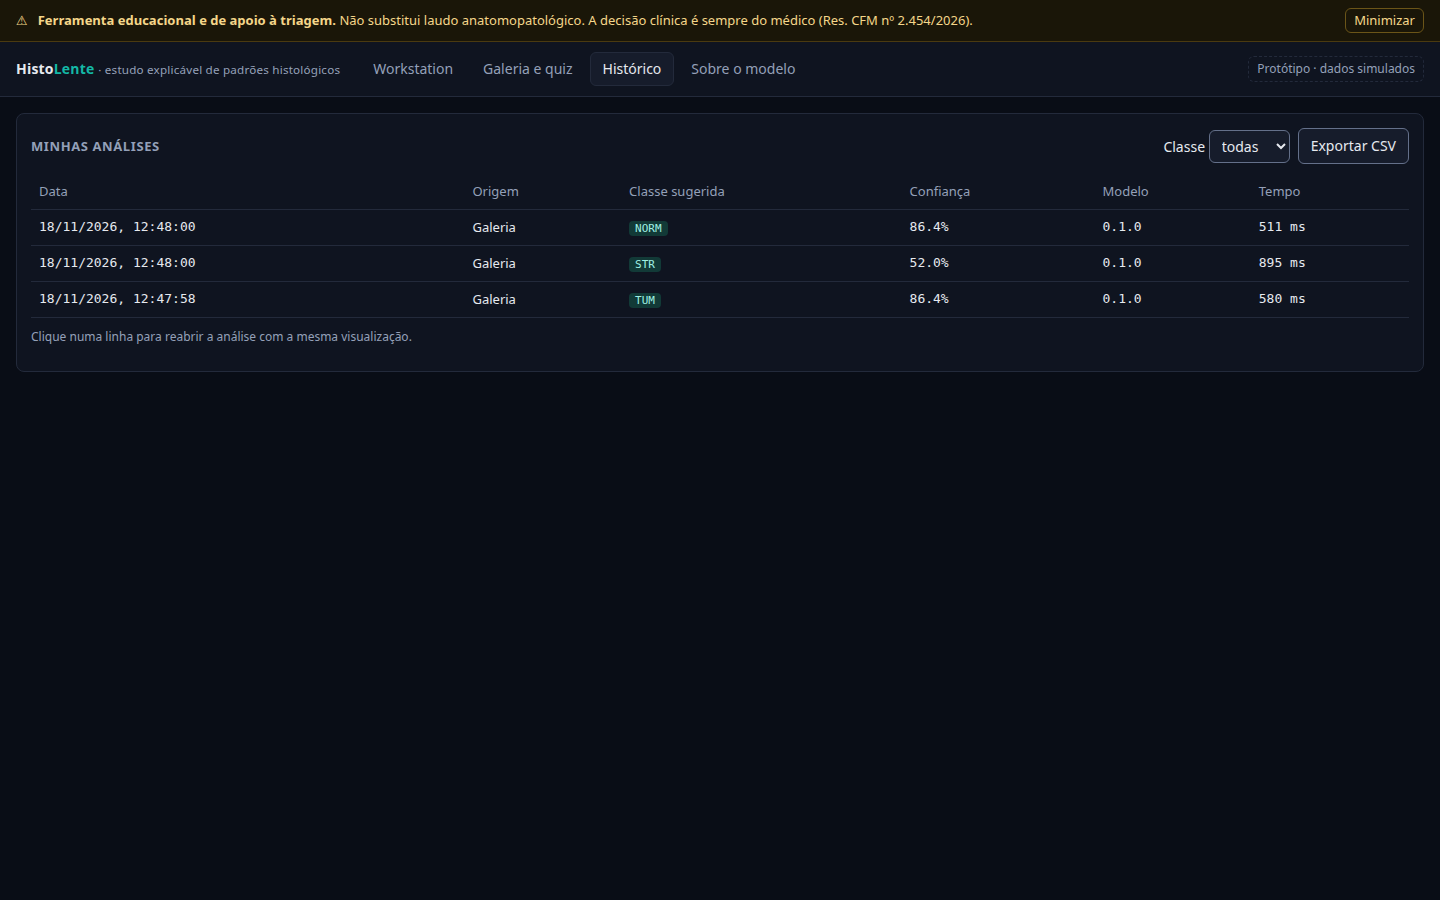 ⚠ Ferramenta educacional e de apoio à triagem. Não substitui laudo anatomopatológico. A decisão clínica é sempre do médico (Res. CFM nº 2.454/2026). Minimizar
HistoLente · estudo explicável de padrões histológicos Workstation Galeria e quiz Histórico Sobre o modelo Protótipo · dados simulados
MINHAS ANÁLISES Classe todas Exportar CSV
Data Origem Classe sugerida Confiança Modelo Tempo
18/11/2026, 12:48:00 Galeria NORM 86.4% 0.1.0 511 ms
18/11/2026, 12:48:00 Galeria STR 52.0% 0.1.0 895 ms
18/11/2026, 12:47:58 Galeria TUM 86.4% 0.1.0 580 ms
Clique numa linha para reabrir a análise com a mesma visualização.